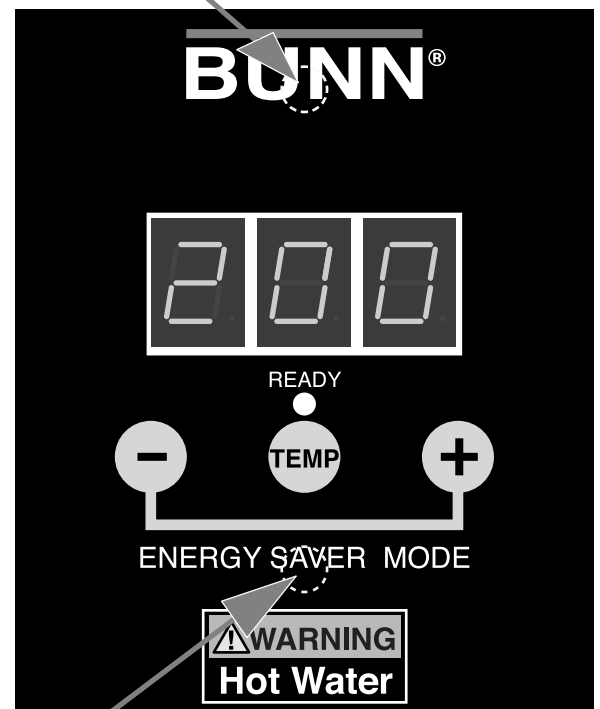 BUNN®
200
READY
- TEMP +
ENERGY SAVER MODE
WARNING
Hot Water